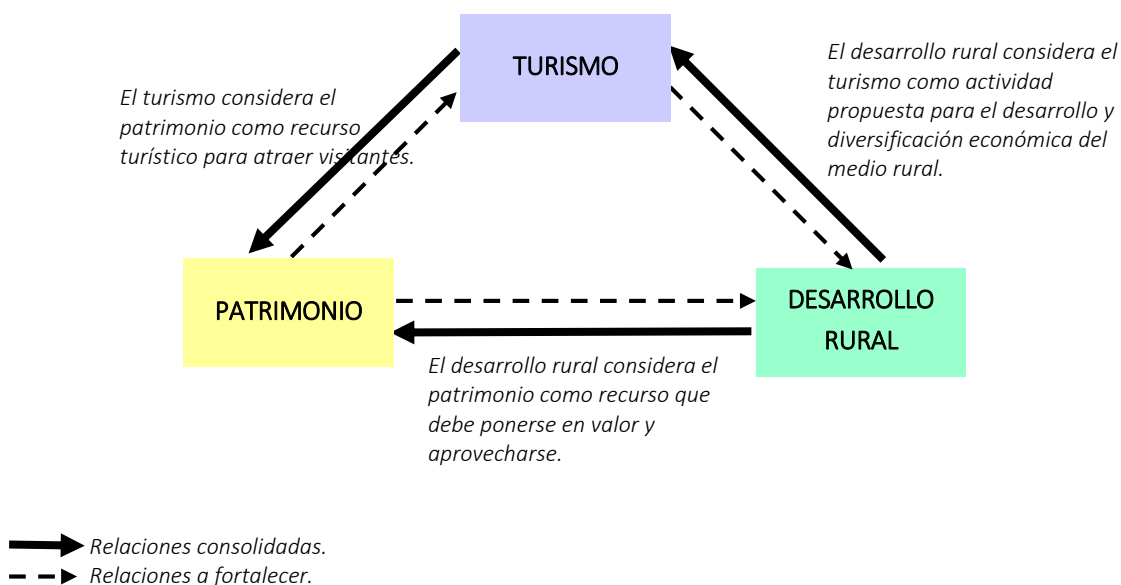 TURISMO
El turismo considera el
patrimonio como recurso
turístico para atraer visitantes.
El desarrollo rural considera el
turismo como actividad
propuesta para el desarrollo y
diversificación económica del
medio rural.
PATRIMONIO
DESARROLLO
RURAL
El desarrollo rural considera el
patrimonio como recurso que
debe ponerse en valor y
aprovecharse.
Relaciones consolidadas.
Relaciones a fortalecer.